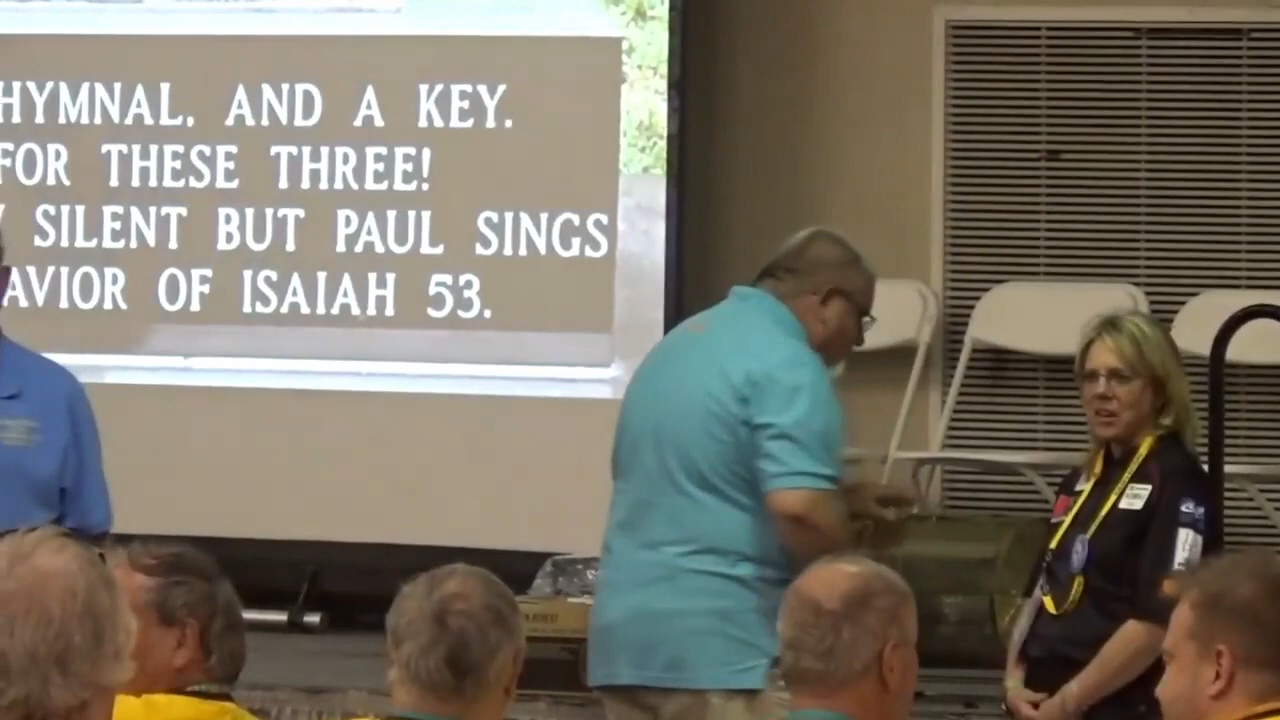 HYMNAL. AND A KEY.
FOR THESE THREE!
SILENT BUT PAUL SINGS
AVIOR OF ISAIAH 53.